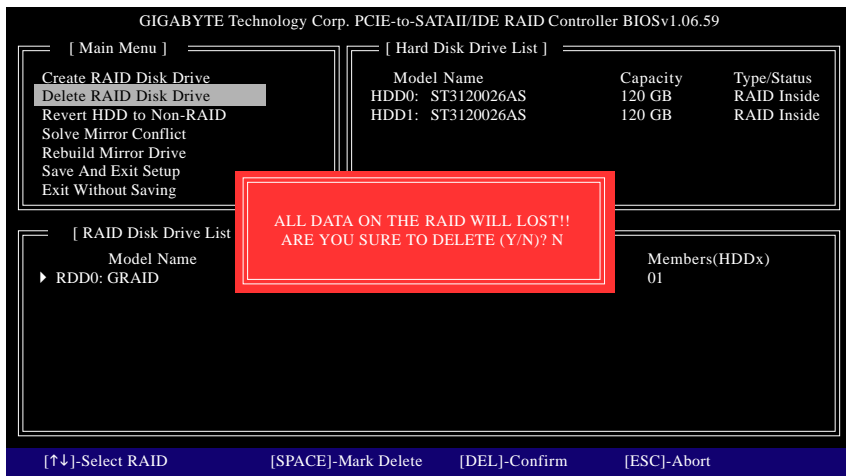 GIGABYTE Technology Corp. PCIE-to-SATAII/IDE RAID Controller BIOSv1.06.59
[ Main Menu ]
Create RAID Disk Drive
Delete RAID Disk Drive
Revert HDD to Non-RAID
Solve Mirror Conflict
Rebuild Mirror Drive
Save And Exit Setup
Exit Without Saving
[ Hard Disk Drive List ]
Model Name Capacity Type/Status
HDD0: ST3120026AS 120 GB RAID Inside
HDD1: ST3120026AS 120 GB RAID Inside
ALL DATA ON THE RAID WILL LOST!!
ARE YOU SURE TO DELETE (Y/N)? N
[ RAID Disk Drive List
Model Name Members(HDDx)
RDD0: GRAID 01
[↑↓]-Select RAID [SPACE]-Mark Delete [DEL]-Confirm [ESC]-Abort